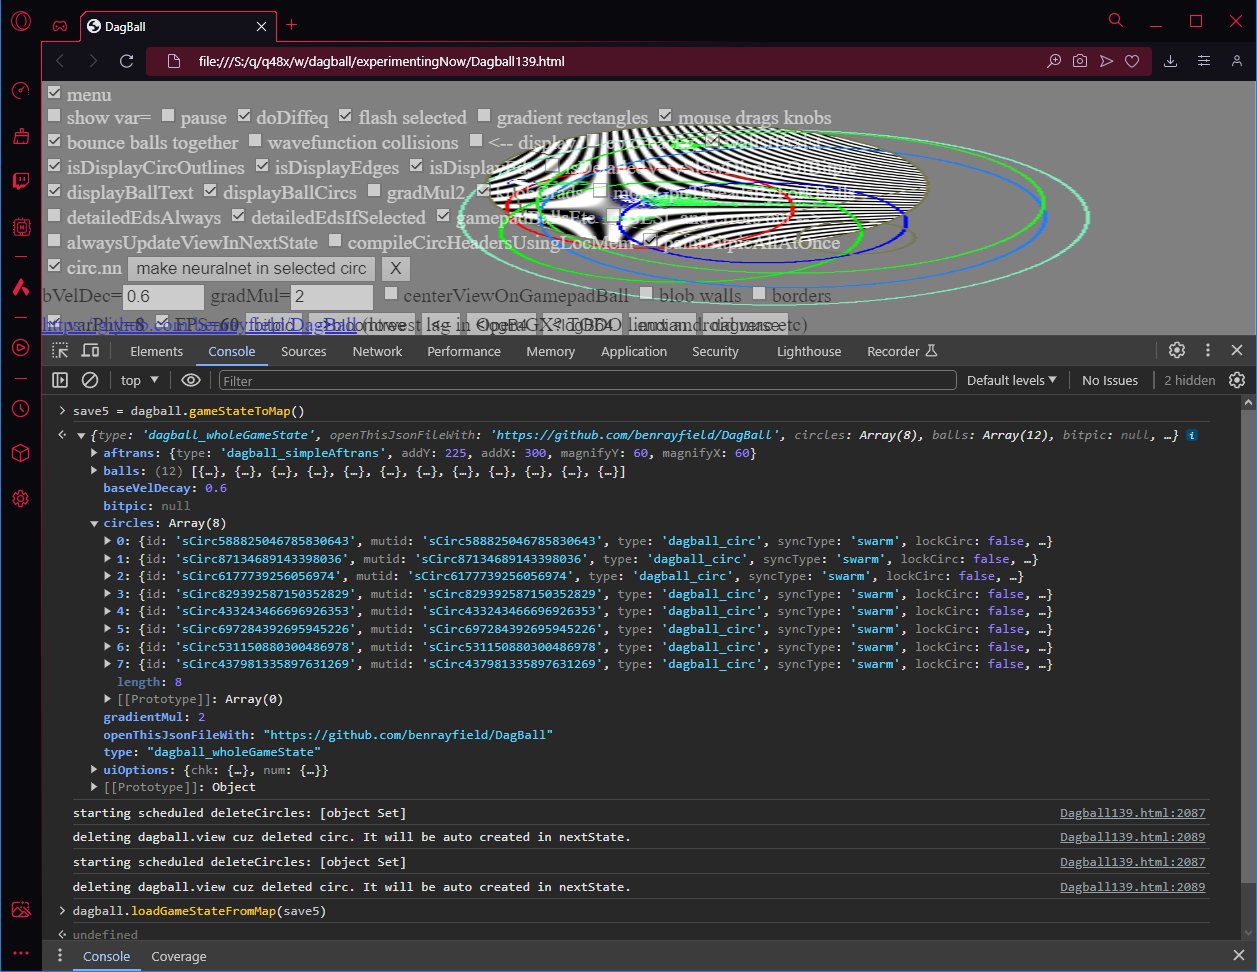 DagBall
file:///S:/q/q48x/w/dagball/experimentingNow/Dagball139.html
menu
show var= pause doDiffeq flash selected gradient rectangles mouse drags knobs
bounce balls together wavefunction collisions <-- display
isDisplayCircOutlines isDisplayEdges isDisplayEds
displayBallText displayBallCircs gradMul2
detailedEdsAlways detailedEdsIfSelected gamepadBallsEtc
alwaysUpdateViewInNextState compileCircHeadersUsingLocMem
circ.nn make neuralnet in selected circ X
bVelDec= 0.6 gradMul= 2 centerViewOnGamepadBall blob walls borders
Elements Console Sources Network Performance Memory Application Security Lighthouse Recorder
top Filter Default levels No Issues 2 hidden
save5 = dagball.gameStateToMap()
{type: 'dagball_wholeGameState', openThisJsonFileWith: 'https://github.com/benrayfield/DagBall', circles: Array(8), balls: Array(12), bitpic: null, …}
aftrans: {type: 'dagball_simpleAftrans', addY: 225, addX: 300, magnifyY: 60, magnifyX: 60}
balls: (12) [{…}, {…}, {…}, {…}, {…}, {…}, {…}, {…}, {…}, {…}, {…}, {…}]
baseVelDecay: 0.6
bitpic: null
circles: Array(8)
0: {id: 'sCirc588825046785830643', mutid: 'sCirc588825046785830643', type: 'dagball_circ', syncType: 'swarm', lockCirc: false, …}
1: {id: 'sCirc87134689143398036', mutid: 'sCirc87134689143398036', type: 'dagball_circ', syncType: 'swarm', lockCirc: false, …}
2: {id: 'sCirc6177739256056974', mutid: 'sCirc6177739256056974', type: 'dagball_circ', syncType: 'swarm', lockCirc: false, …}
3: {id: 'sCirc829392587150352829', mutid: 'sCirc829392587150352829', type: 'dagball_circ', syncType: 'swarm', lockCirc: false, …}
4: {id: 'sCirc433243466696926353', mutid: 'sCirc433243466696926353', type: 'dagball_circ', syncType: 'swarm', lockCirc: false, …}
5: {id: 'sCirc697284392695945226', mutid: 'sCirc697284392695945226', type: 'dagball_circ', syncType: 'swarm', lockCirc: false, …}
6: {id: 'sCirc531150880300486978', mutid: 'sCirc531150880300486978', type: 'dagball_circ', syncType: 'swarm', lockCirc: false, …}
7: {id: 'sCirc437981335897631269', mutid: 'sCirc437981335897631269', type: 'dagball_circ', syncType: 'swarm', lockCirc: false, …}
length: 8
[[Prototype]]: Array(0)
gradientMul: 2
openThisJsonFileWith: "https://github.com/benrayfield/DagBall"
type: "dagball_wholeGameState"
uiOptions: {chk: {…}, num: {…}}
[[Prototype]]: Object
starting scheduled deleteCircles: [object Set] Dagball139.html:2087
deleting dagball.view cuz deleted circ. It will be auto created in nextState. Dagball139.html:2089
starting scheduled deleteCircles: [object Set] Dagball139.html:2087
deleting dagball.view cuz deleted circ. It will be auto created in nextState. Dagball139.html:2089
dagball.loadGameStateFromMap(save5)
undefined
Console Coverage